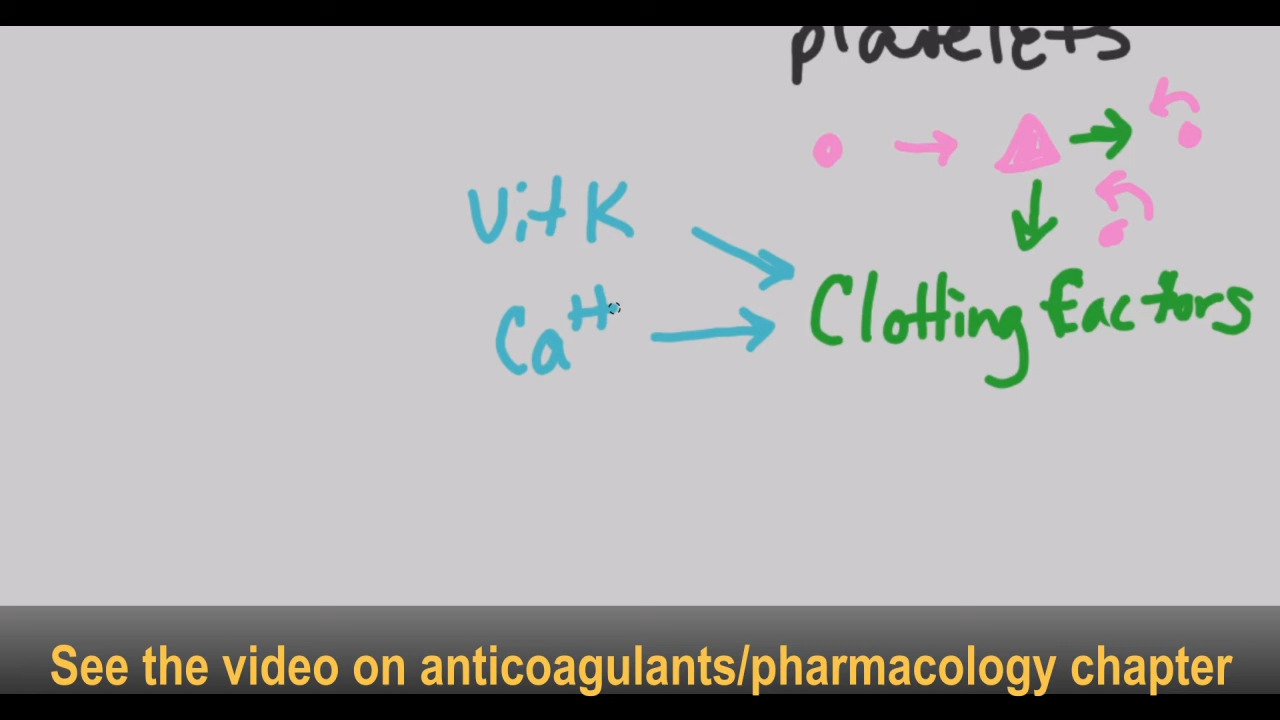 platelets
Vit K
Ca++
Clotting factors
See the video on anticoagulants/pharmacology chapter